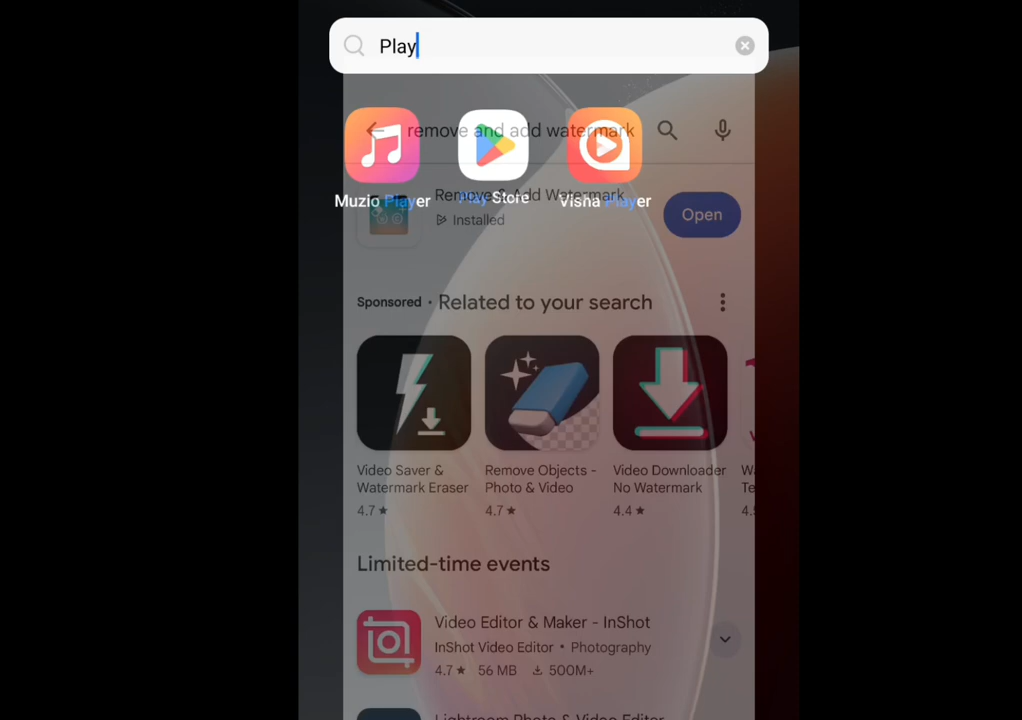 Play
remove and add watermark
Remove & Add Watermark
Muzio Player
Play Store
Visha Player
Installed
Open
Sponsored • Related to your search
Video Saver &
Watermark Eraser
4.7 ★
Remove Objects -
Photo & Video
4.7 ★
Video Downloader
No Watermark
4.4 ★
Limited-time events
Video Editor & Maker - InShot
InShot Video Editor • Photography
4.7 ★ 56 MB 500M+
Lightroom Photo & Video Editor